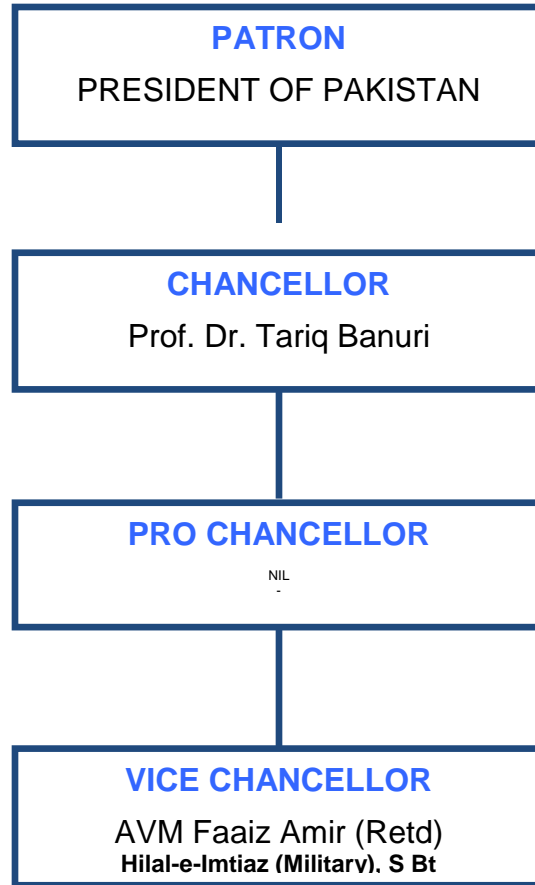 PATRON
PRESIDENT OF PAKISTAN
CHANCELLOR
Prof. Dr. Tariq Banuri
PRO CHANCELLOR
NIL
-
VICE CHANCELLOR
AVM Faaiz Amir (Retd)
Hilal-e-Imtiaz (Military), S Bt